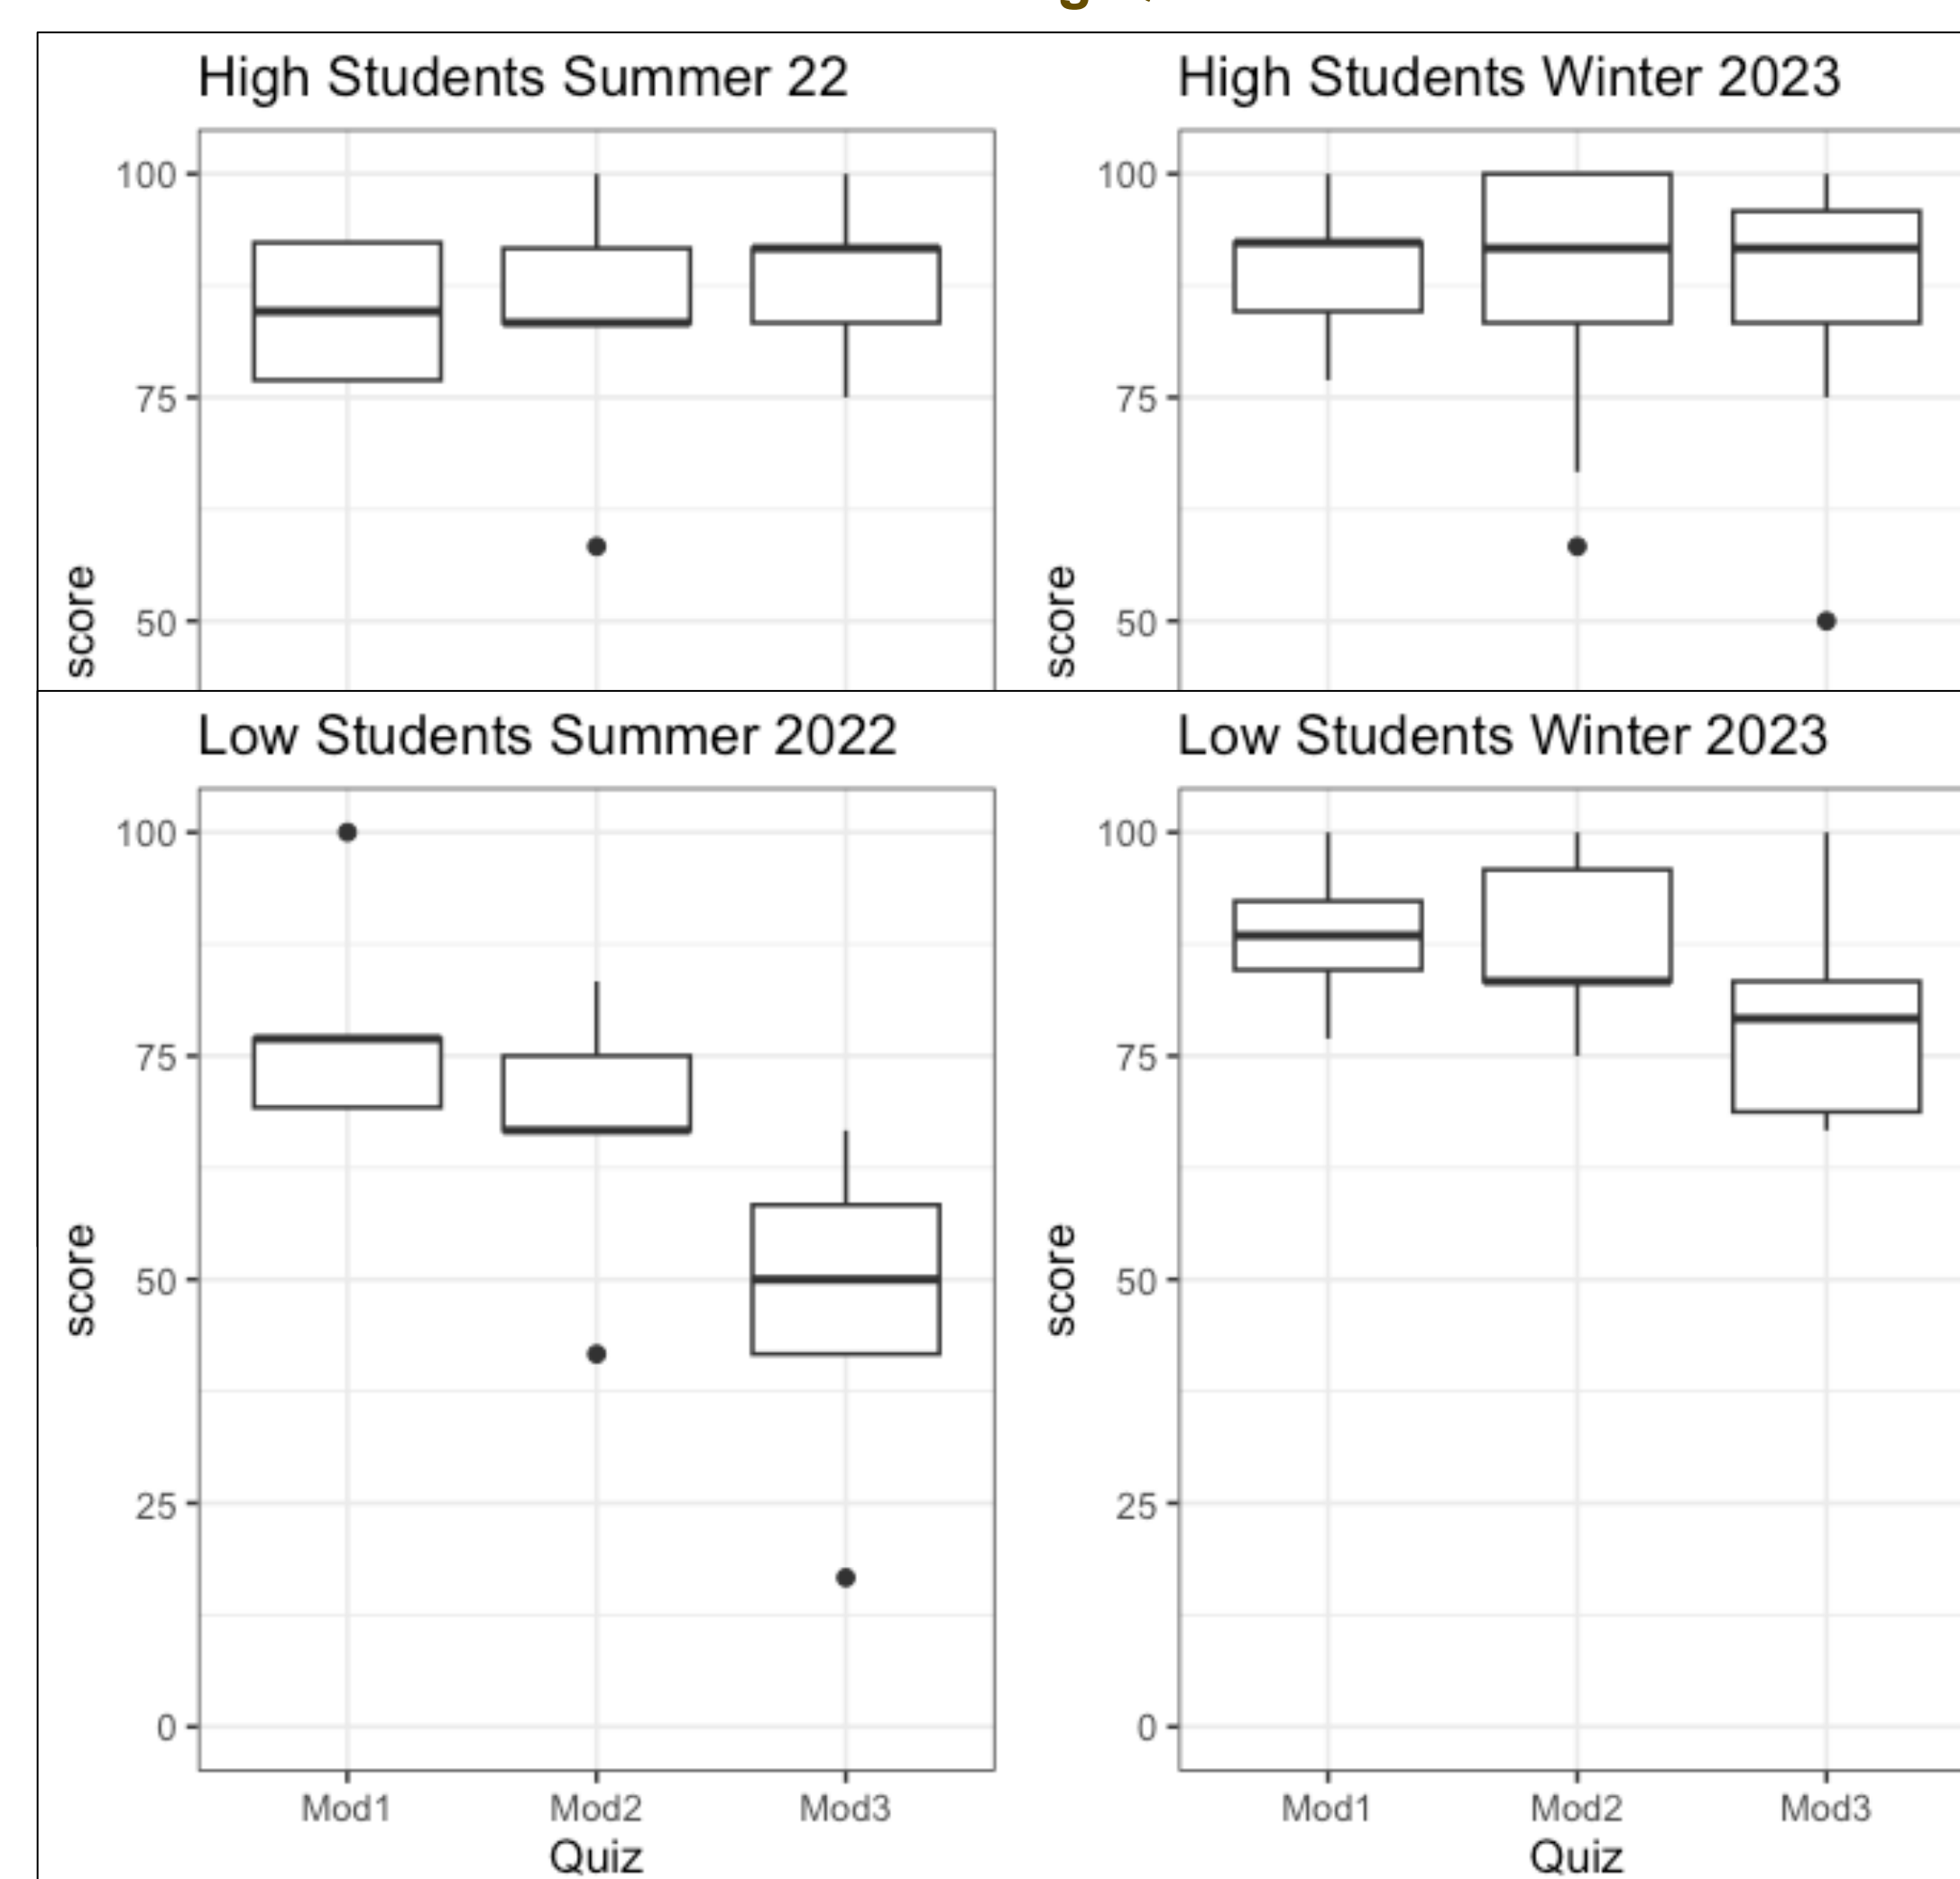 High Students Summer 22
100
75
50
score
High Students Winter 2023
100
75
50
score
Low Students Summer 2022
100
75
50
25
0
score
Mod1 Mod2 Mod3
Quiz
Low Students Winter 2023
100
75
50
25
0
score
Mod1 Mod2 Mod3
Quiz